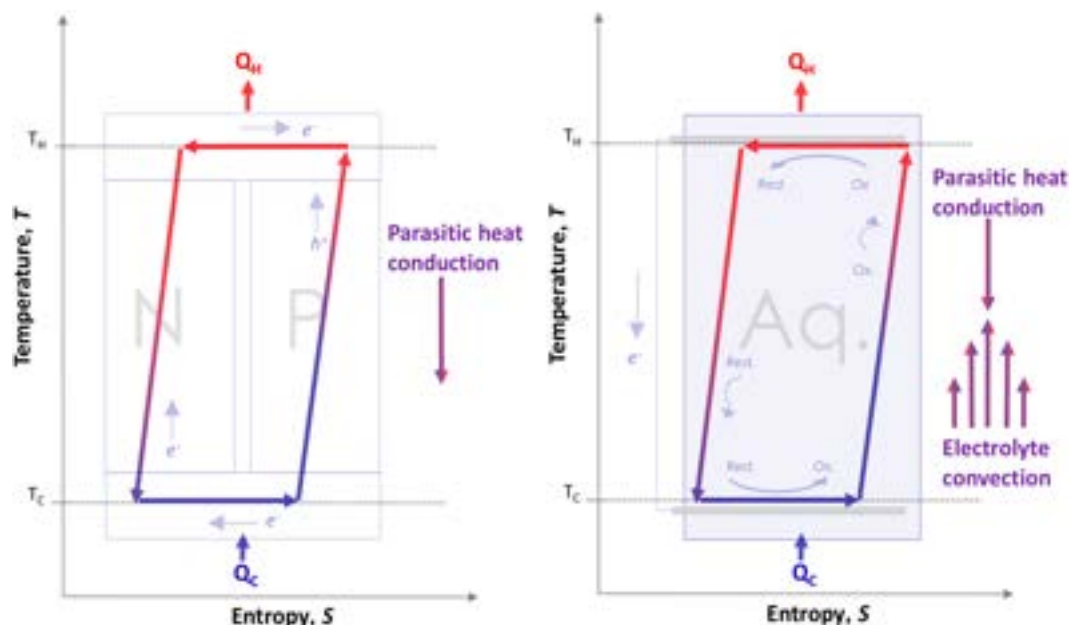 Q_H
e-
T_H
Temperature, T
h+
Parasitic heat
conduction
N P
e-
T_C
e-
Q_C
Entropy, S
Q_H
T_H
Temperature, T
Red. Ox.
Parasitic heat
conduction
Ox.
Aq.
e-
Red.
Electrolyte
convection
Red. Ox.
T_C
Q_C
Entropy, S